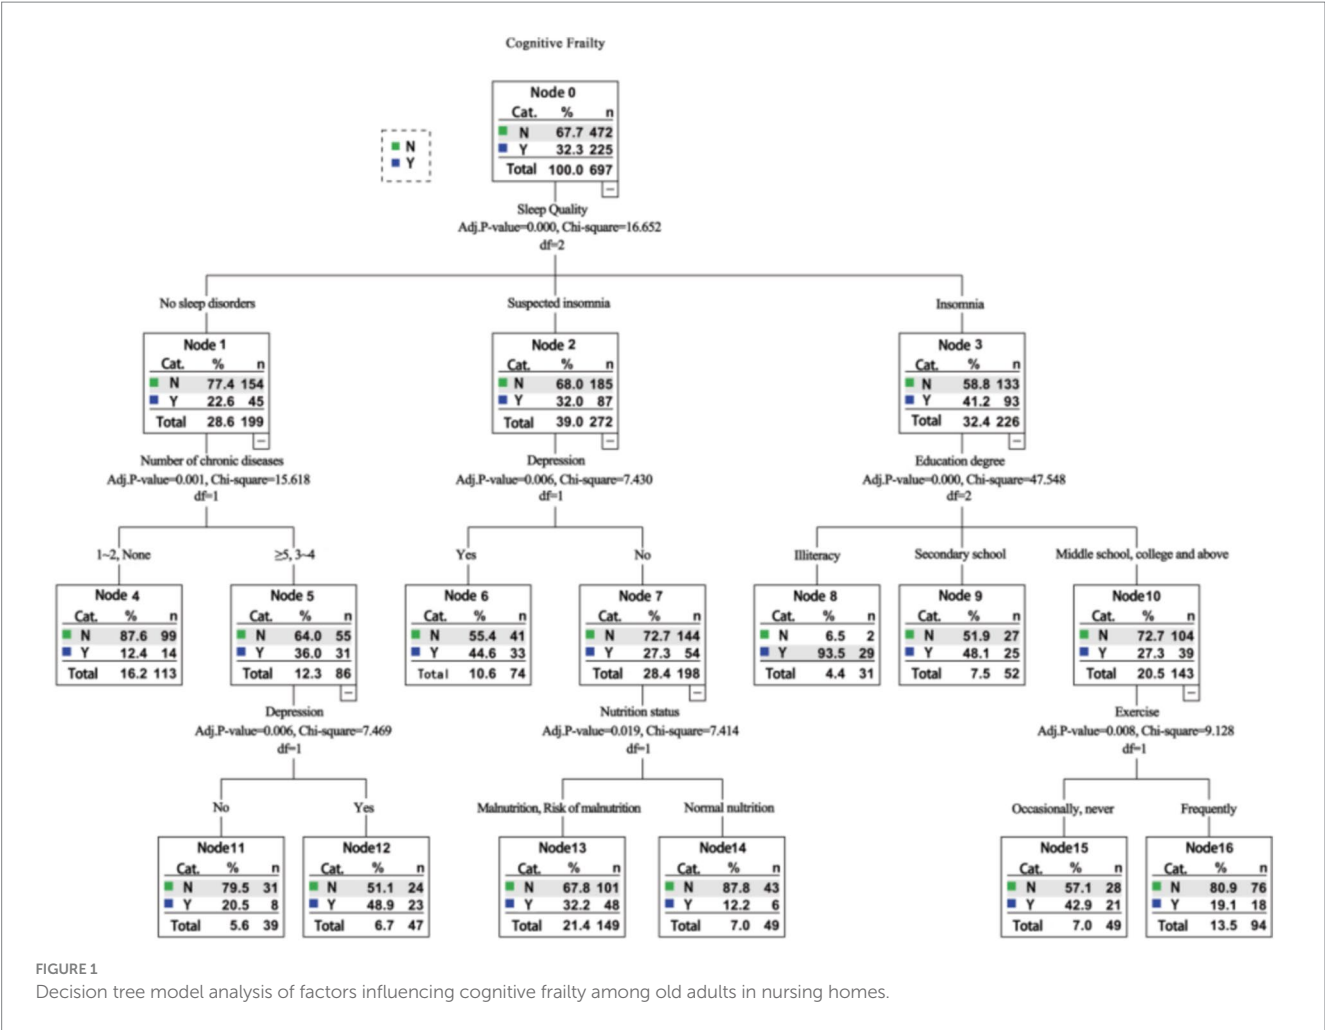 Cognitive Frailty
Node 0
Cat. % n
N 67.7 472
Y 32.3 225
Total 100.0 697
N
Y
Sleep Quality
Adj.P-value=0.000, Chi-square=16.652
df=2
No sleep disorders
Suspected insomnia
Insomnia
Node 1
Cat. % n
N 77.4 154
Y 22.6 45
Total 28.6 199
Node 2
Cat. % n
N 68.0 185
Y 32.0 87
Total 39.0 272
Node 3
Cat. % n
N 58.8 133
Y 41.2 93
Total 32.4 226
Number of chronic diseases
Adj.P-value=0.001, Chi-square=15.618
df=1
Depression
Adj.P-value=0.006, Chi-square=7.430
df=1
Education degree
Adj.P-value=0.000, Chi-square=47.548
df=2
1~2, None
≥5, 3~4
Yes
No
Illiteracy
Secondary school
Middle school, college and above
Node 4
Cat. % n
N 87.6 99
Y 12.4 14
Total 16.2 113
Node 5
Cat. % n
N 64.0 55
Y 36.0 31
Total 12.3 86
Node 6
Cat. % n
N 55.4 41
Y 44.6 33
Total 10.6 74
Node 7
Cat. % n
N 72.7 144
Y 27.3 54
Total 28.4 198
Node 8
Cat. % n
N 6.5 2
Y 93.5 29
Total 4.4 31
Node 9
Cat. % n
N 51.9 27
Y 48.1 25
Total 7.5 52
Node10
Cat. % n
N 72.7 104
Y 27.3 39
Total 20.5 143
Depression
Adj.P-value=0.006, Chi-square=7.469
df=1
Nutrition status
Adj.P-value=0.019, Chi-square=7.414
df=1
Exercise
Adj.P-value=0.008, Chi-square=9.128
df=1
No
Yes
Malnutrition, Risk of malnutrition
Normal nultrition
Occasionally, never
Frequently
Node11
Cat. % n
N 79.5 31
Y 20.5 8
Total 5.6 39
Node12
Cat. % n
N 51.1 24
Y 48.9 23
Total 6.7 47
Node13
Cat. % n
N 67.8 101
Y 32.2 48
Total 21.4 149
Node14
Cat. % n
N 87.8 43
Y 12.2 6
Total 7.0 49
Node15
Cat. % n
N 57.1 28
Y 42.9 21
Total 7.0 49
Node16
Cat. % n
N 80.9 76
Y 19.1 18
Total 13.5 94
FIGURE 1
Decision tree model analysis of factors influencing cognitive frailty among old adults in nursing homes.